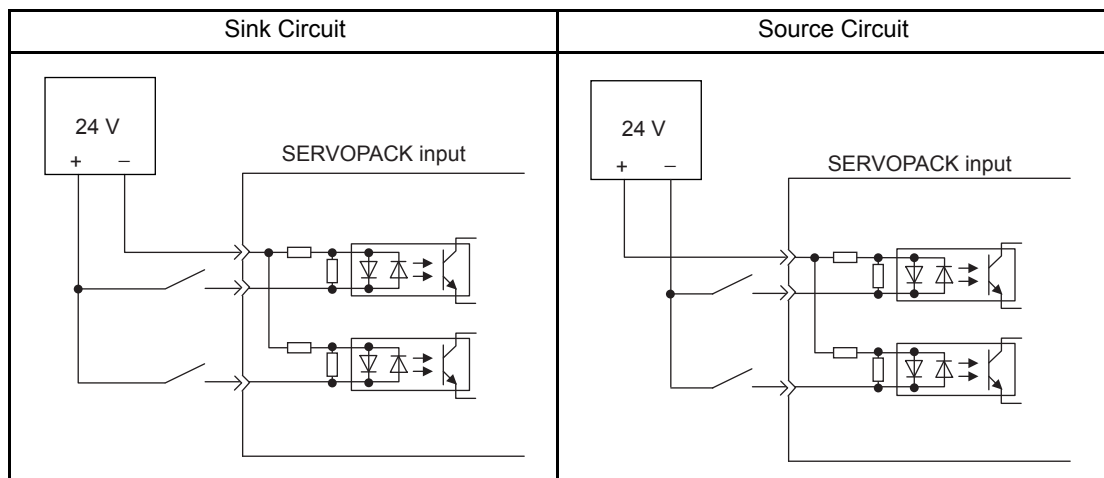 Sink Circuit
Source Circuit
24 V
+ −
SERVOPACK input
24 V
+ −
SERVOPACK input